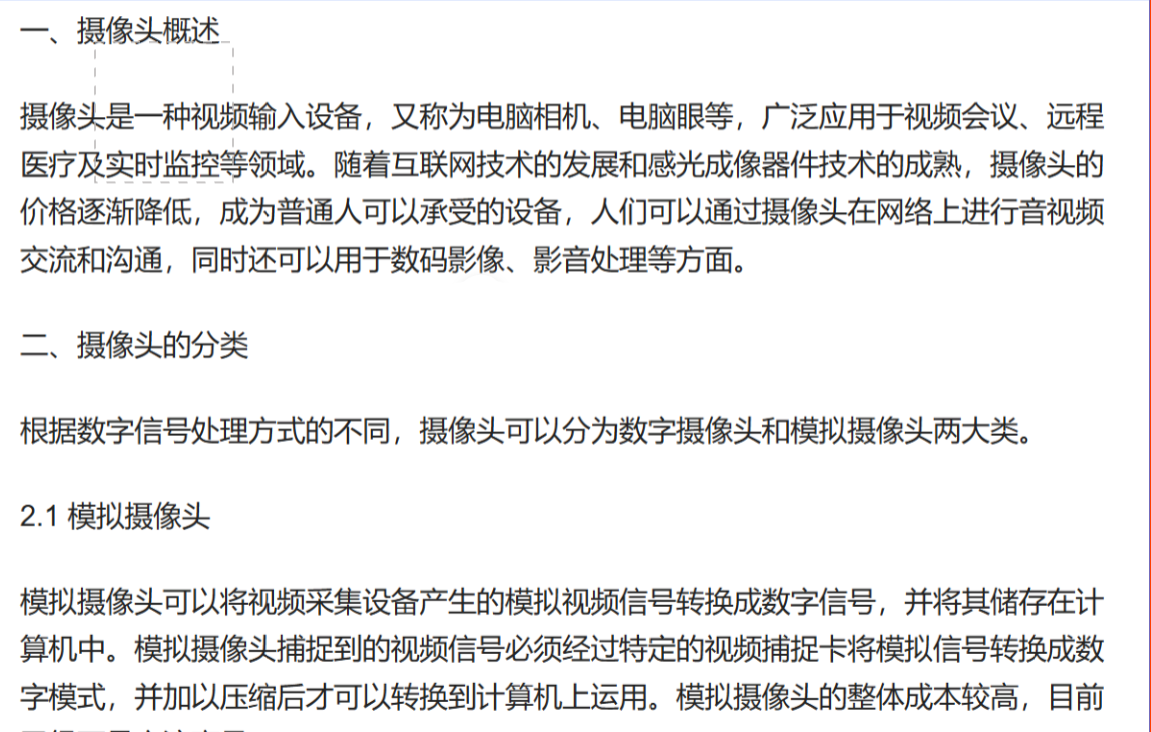 一、摄像头概述
摄像头是一种视频输入设备，又称为电脑相机、电脑眼等，广泛应用于视频会议、远程
医疗及实时监控等领域。随着互联网技术的发展和感光成像器件技术的成熟，摄像头的
价格逐渐降低，成为普通人可以承受的设备，人们可以通过摄像头在网络上进行音视频
交流和沟通，同时还可以用于数码影像、影音处理等方面。
二、摄像头的分类
根据数字信号处理方式的不同，摄像头可以分为数字摄像头和模拟摄像头两大类。
2.1 模拟摄像头
模拟摄像头可以将视频采集设备产生的模拟视频信号转换成数字信号，并将其储存在计
算机中。模拟摄像头捕捉到的视频信号必须经过特定的视频捕捉卡将模拟信号转换成数
字模式，并加以压缩后才可以转换到计算机上运用。模拟摄像头的整体成本较高，目前